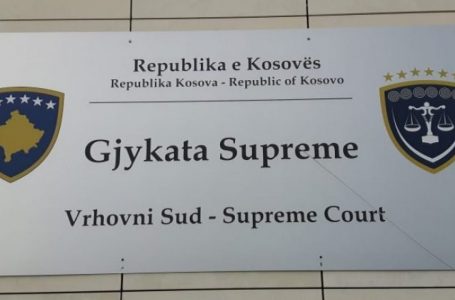 Republika e Kosovës
Republika Kosova - Republic of Kosovo
Gjykata Supreme
Vrhovni Sud - Supreme Court